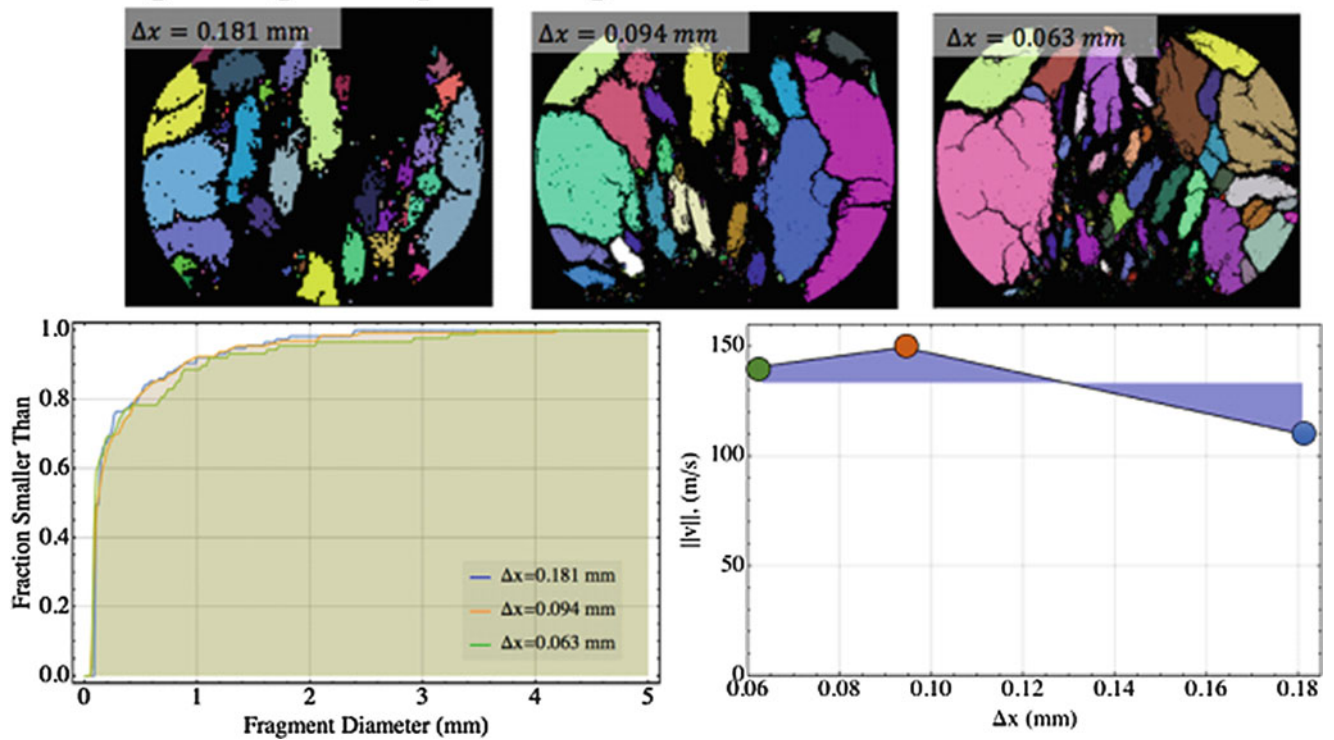 Δx = 0.181 mm
Δx = 0.094 mm
Δx = 0.063 mm
1.0
0.8
0.6
0.4
0.2
0.0
Fraction Smaller Than
Δx=0.181 mm
Δx=0.094 mm
Δx=0.063 mm
0
1
2
3
4
5
Fragment Diameter (mm)
150
100
50
0
||v||, (m/s)
0.06
0.08
0.10
0.12
0.14
0.16
0.18
Δx (mm)